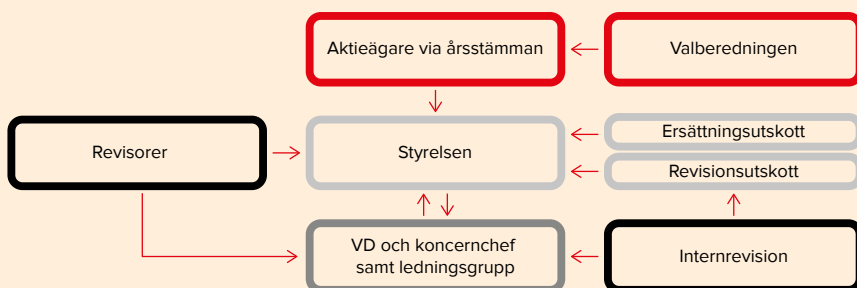 Aktieägare via årsstämman
Valberedningen
Ersättningsutskott
Revisorer
Styrelsen
Revisionsutskott
VD och koncernchef
samt ledningsgrupp
Internrevision